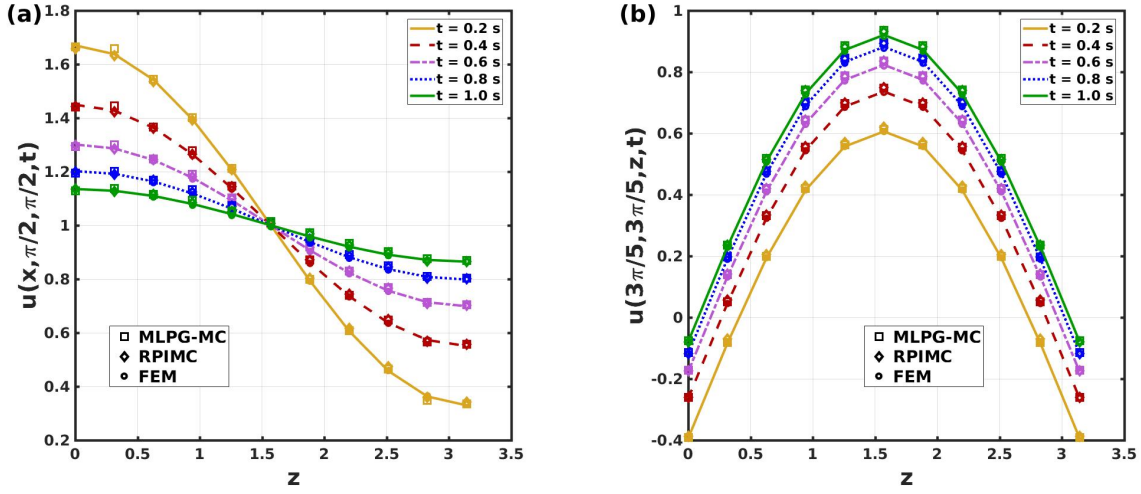 (a)
1.8
1.6
1.4
1.2
1
0.8
0.6
0.4
0.2
u(x,π/2,π/2,t)
t = 0.2 s
t = 0.4 s
t = 0.6 s
t = 0.8 s
t = 1.0 s
MLPG-MC
RPIMC
FEM
0 0.5 1 1.5 2 2.5 3 3.5
z
(b)
1
0.8
0.6
0.4
0.2
0
-0.2
-0.4
u(3π/5,3π/5,z,t)
t = 0.2 s
t = 0.4 s
t = 0.6 s
t = 0.8 s
t = 1.0 s
MLPG-MC
RPIMC
FEM
0 0.5 1 1.5 2 2.5 3 3.5
z